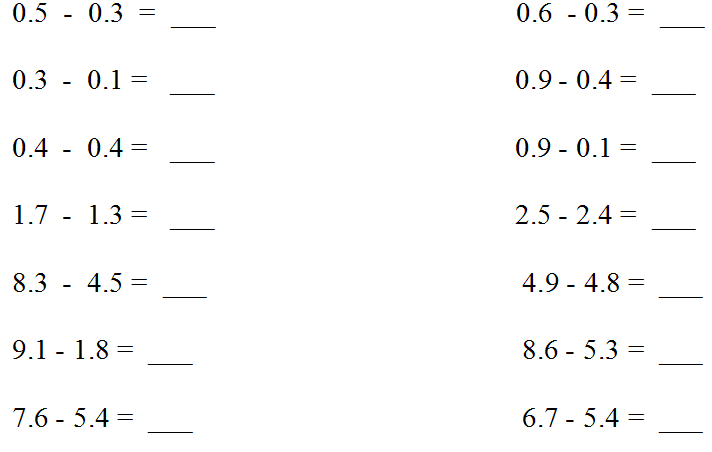 0.5 - 0.3 = ___ 0.6 - 0.3 = ___
0.3 - 0.1 = ___ 0.9 - 0.4 = ___
0.4 - 0.4 = ___ 0.9 - 0.1 = ___
1.7 - 1.3 = ___ 2.5 - 2.4 = ___
8.3 - 4.5 = ___ 4.9 - 4.8 = ___
9.1 - 1.8 = ___ 8.6 - 5.3 = ___
7.6 - 5.4 = ___ 6.7 - 5.4 = ___